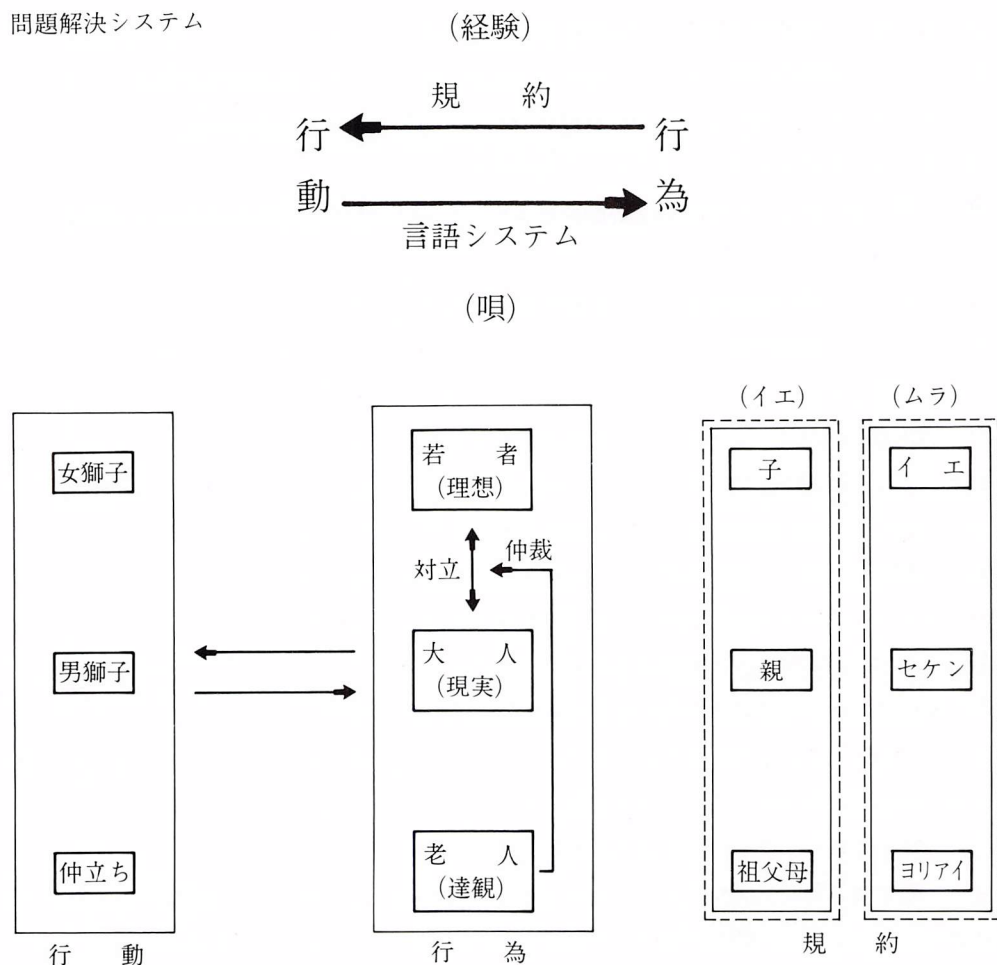 問題解決システム
(経験)
規約
行動
行為
言語システム
(唄)
女獅子
男獅子
仲立ち
行動
若者
(理想)
対立
仲裁
大人
(現実)
老人
(達観)
行為
(イエ)
子
親
祖父母
(ムラ)
イエ
セケン
ヨリアイ
規約